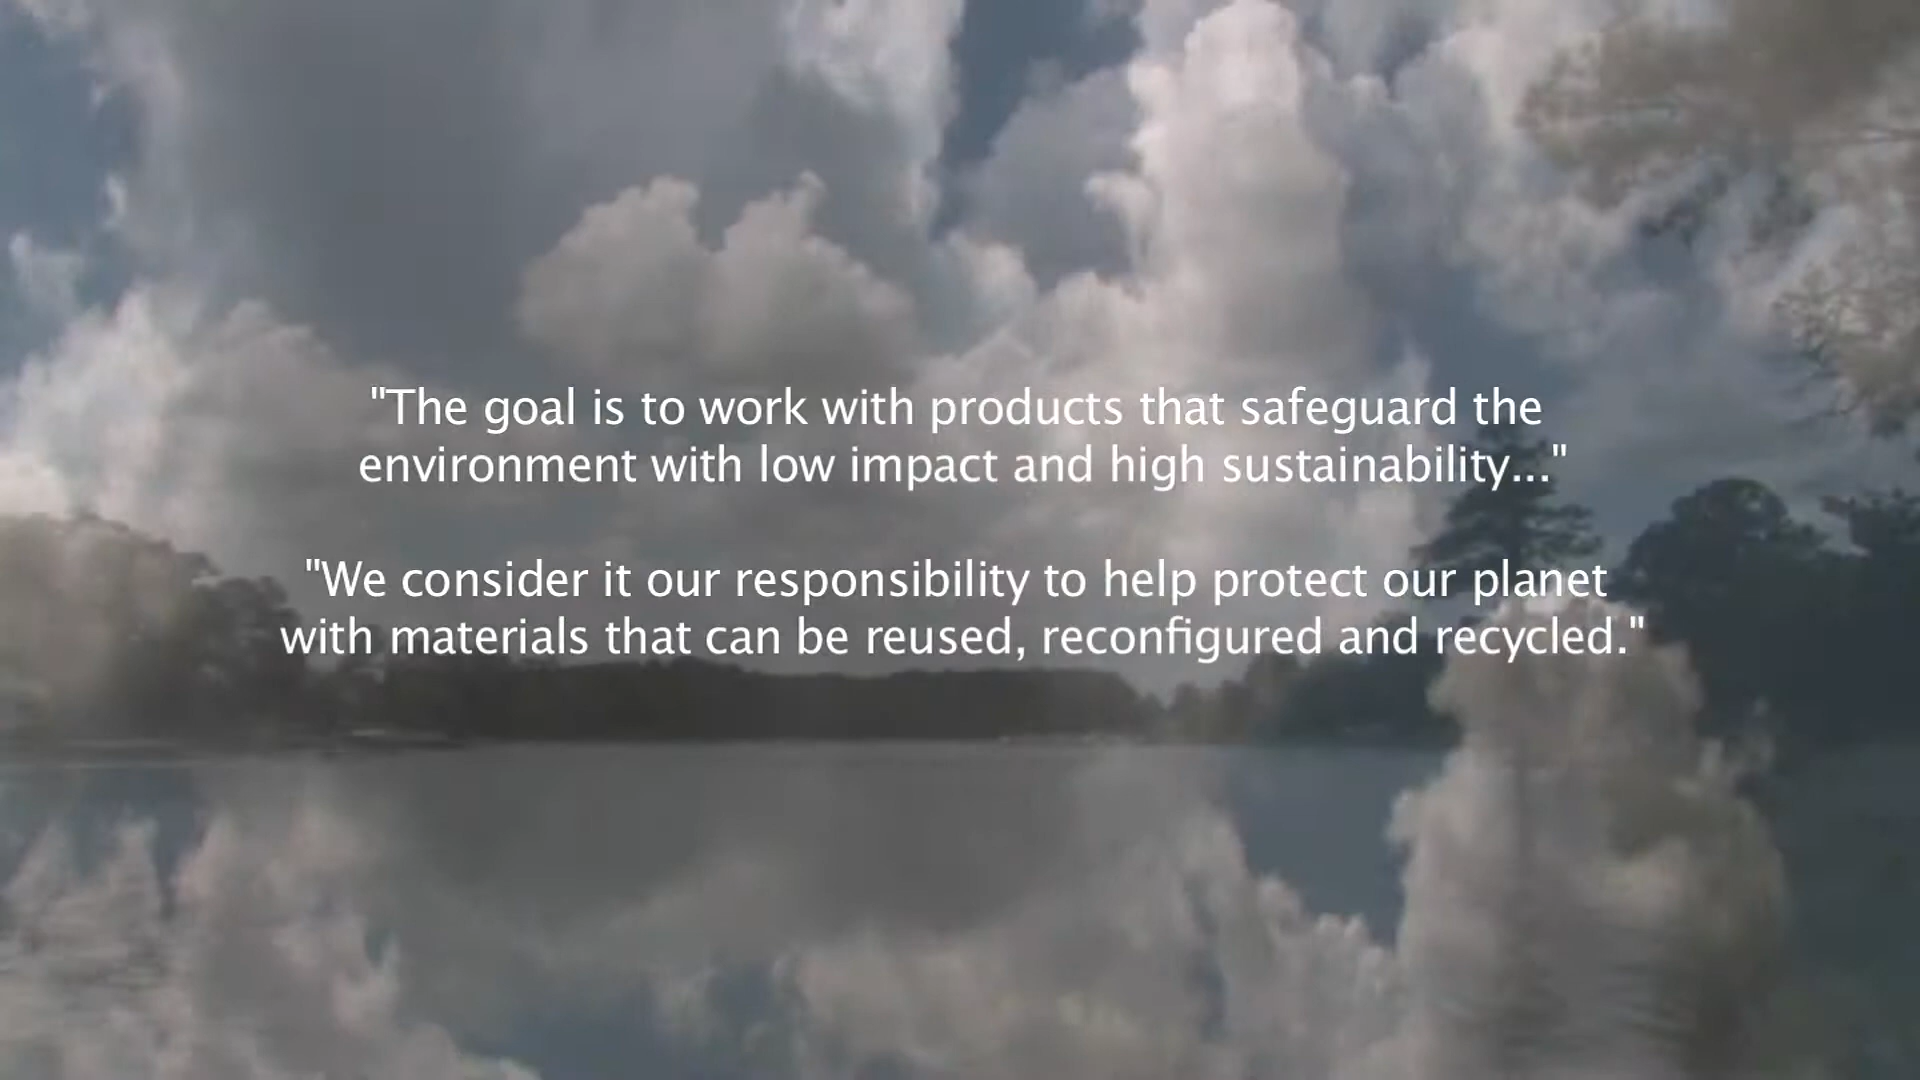 "The goal is to work with products that safeguard the
environment with low impact and high sustainability..."
"We consider it our responsibility to help protect our planet
with materials that can be reused, reconfigured and recycled."